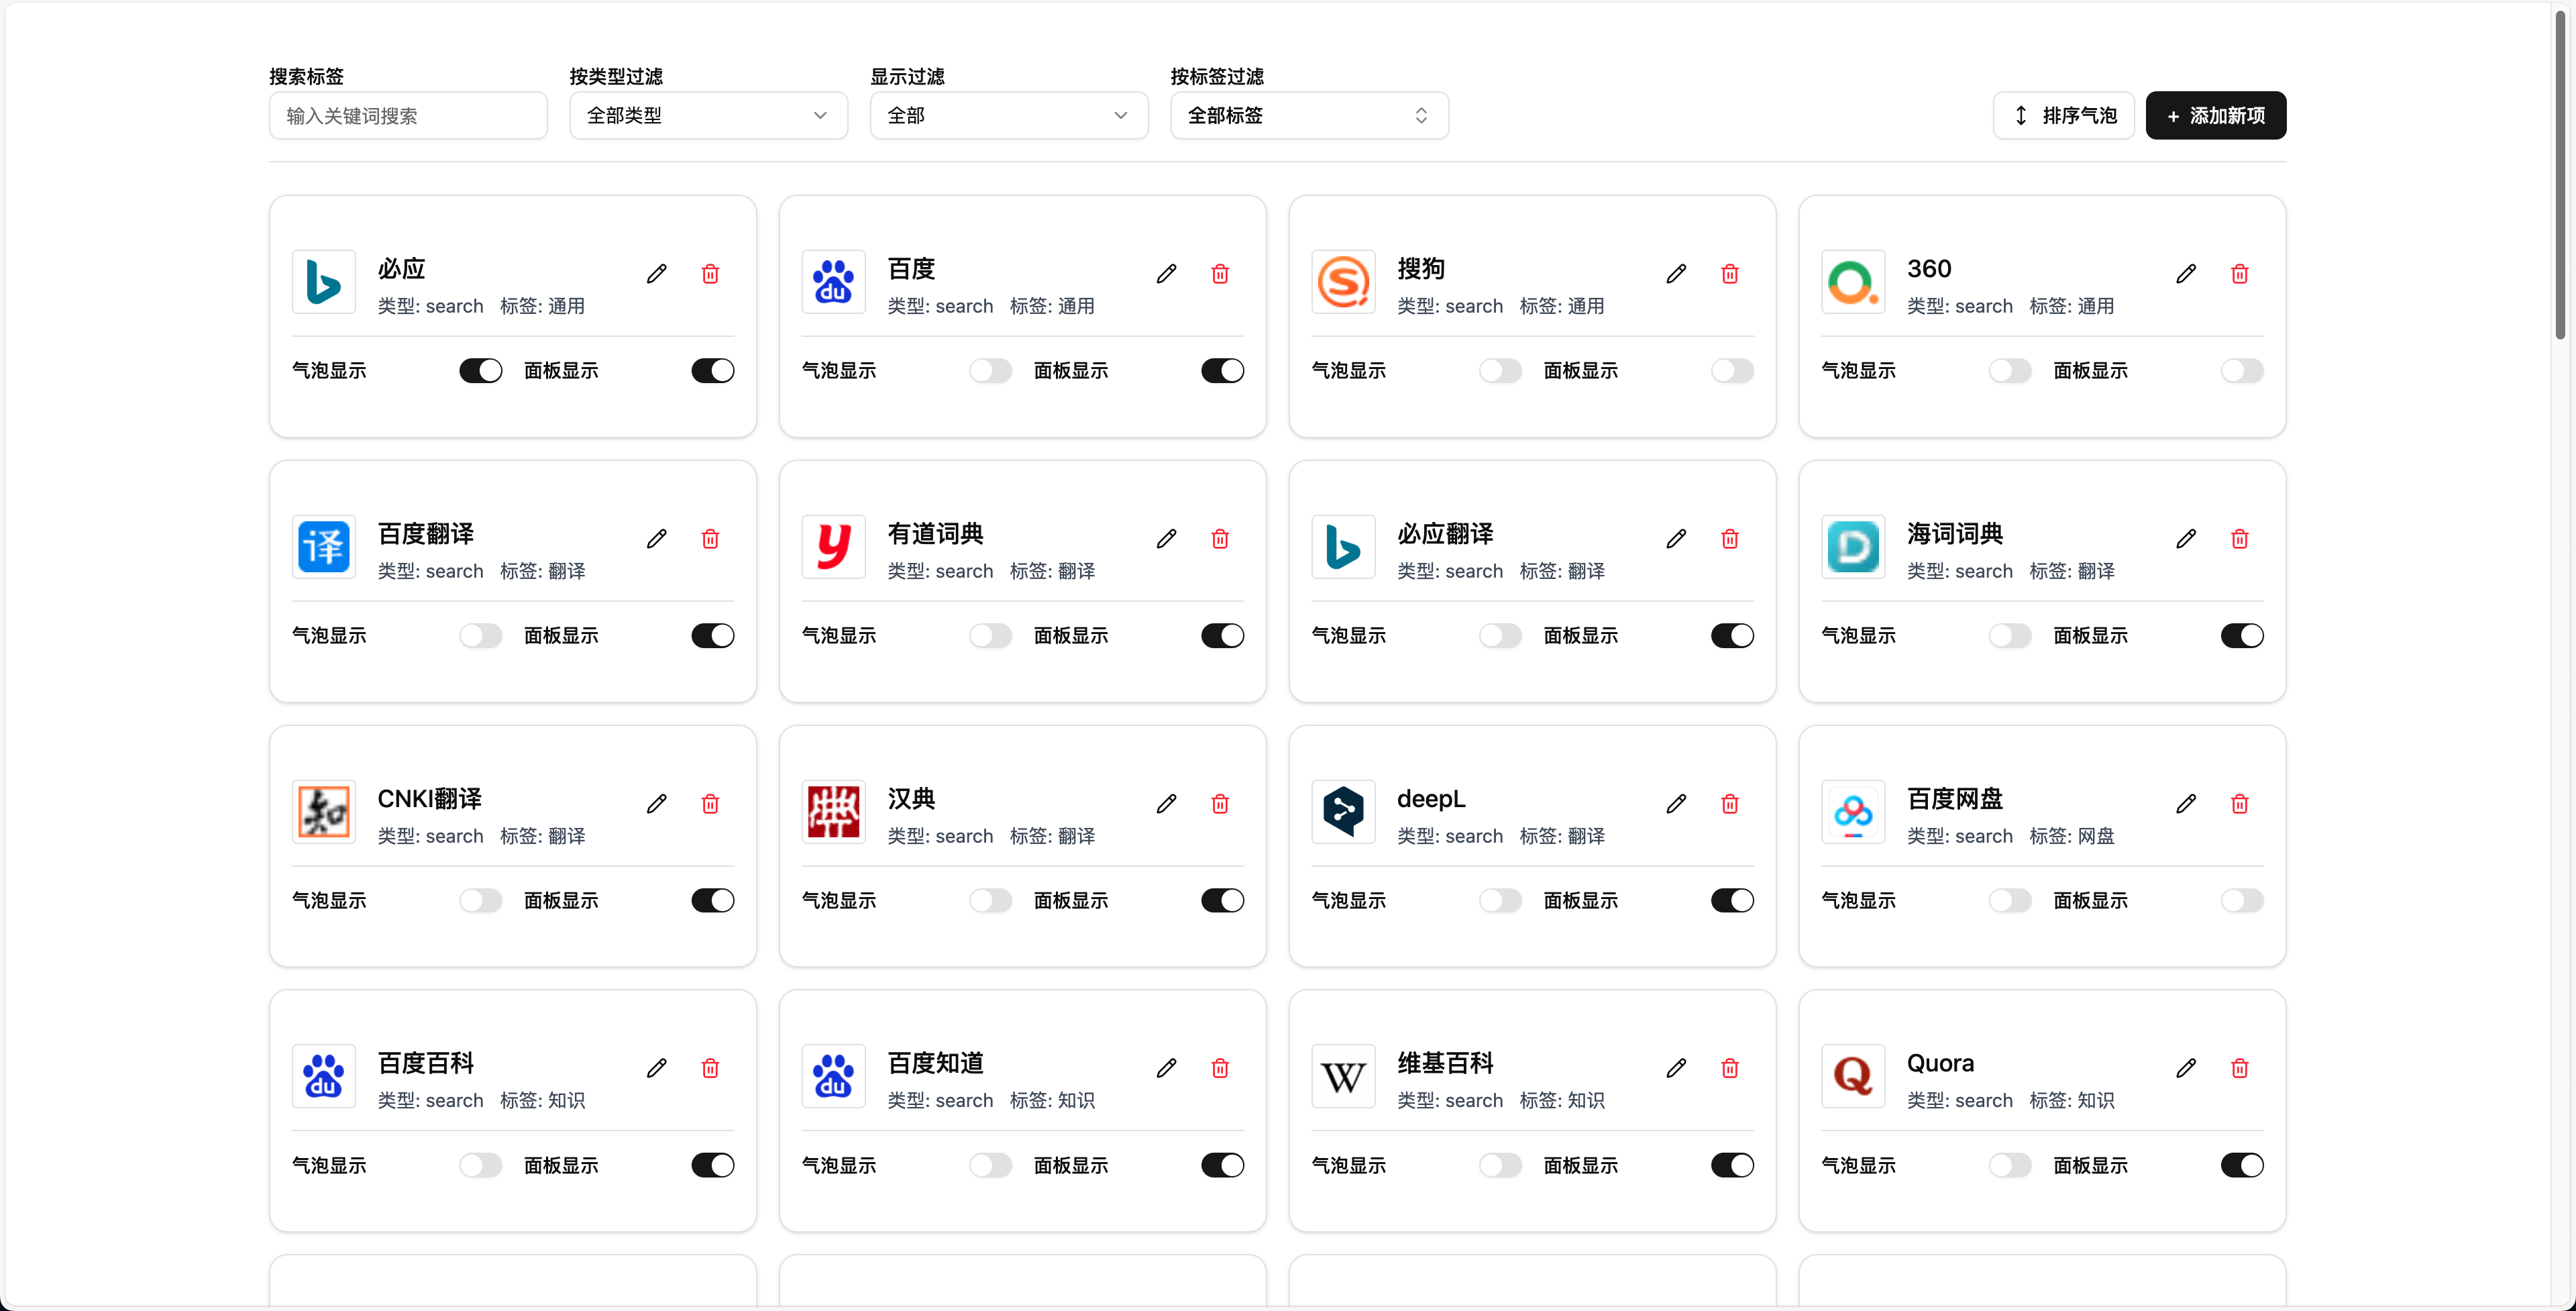 搜索标签 按类型过滤 显示过滤 按标签过滤
输入关键词搜索 全部类型 全部 全部标签 排序气泡 + 添加新项
必应
类型: search 标签: 通用
气泡显示 面板显示
du
百度
类型: search 标签: 通用
气泡显示 面板显示
搜狗
类型: search 标签: 通用
气泡显示 面板显示
360
类型: search 标签: 通用
气泡显示 面板显示
译
百度翻译
类型: search 标签: 翻译
气泡显示 面板显示
y
有道词典
类型: search 标签: 翻译
气泡显示 面板显示
必应翻译
类型: search 标签: 翻译
气泡显示 面板显示
D
海词词典
类型: search 标签: 翻译
气泡显示 面板显示
知
CNKI翻译
类型: search 标签: 翻译
气泡显示 面板显示
汉典
类型: search 标签: 翻译
气泡显示 面板显示
deepL
类型: search 标签: 翻译
气泡显示 面板显示
百度网盘
类型: search 标签: 网盘
气泡显示 面板显示
du
百度百科
类型: search 标签: 知识
气泡显示 面板显示
du
百度知道
类型: search 标签: 知识
气泡显示 面板显示
W
维基百科
类型: search 标签: 知识
气泡显示 面板显示
Q
Quora
类型: search 标签: 知识
气泡显示 面板显示